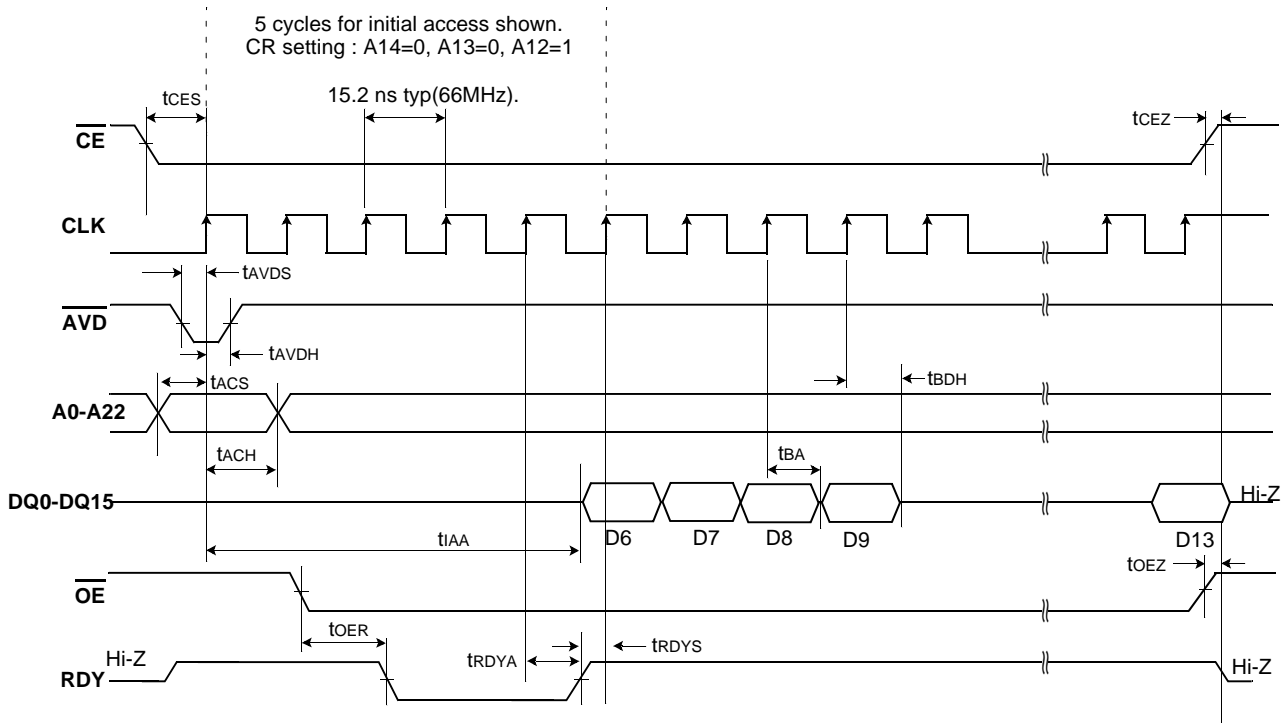 5 cycles for initial access shown.
CR setting : A14=0, A13=0, A12=1
15.2 ns typ(66MHz).
tCES
tCEZ
CE
CLK
tAVDS
AVD
tAVDH
tACS
tBDH
A0-A22
tACH
tBA
DQ0-DQ15
Hi-Z
D6
D7
D8
D9
D13
tIAA
tOEZ
OE
tOER
tRDYA
tRDYS
Hi-Z
RDY
Hi-Z